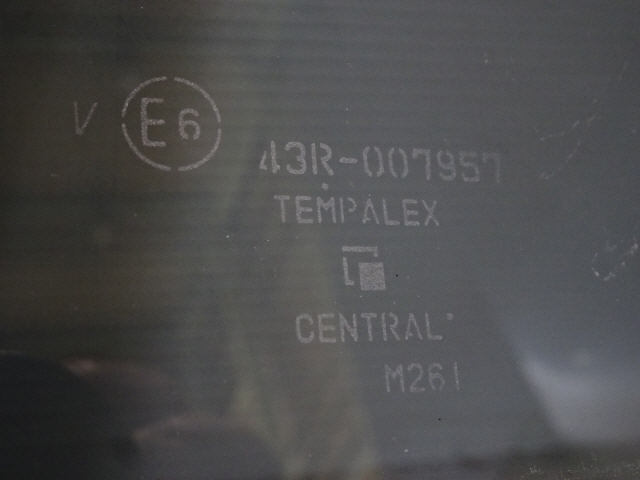 V E6
43R-007957
TEMPALEX
CENTRAL
M261